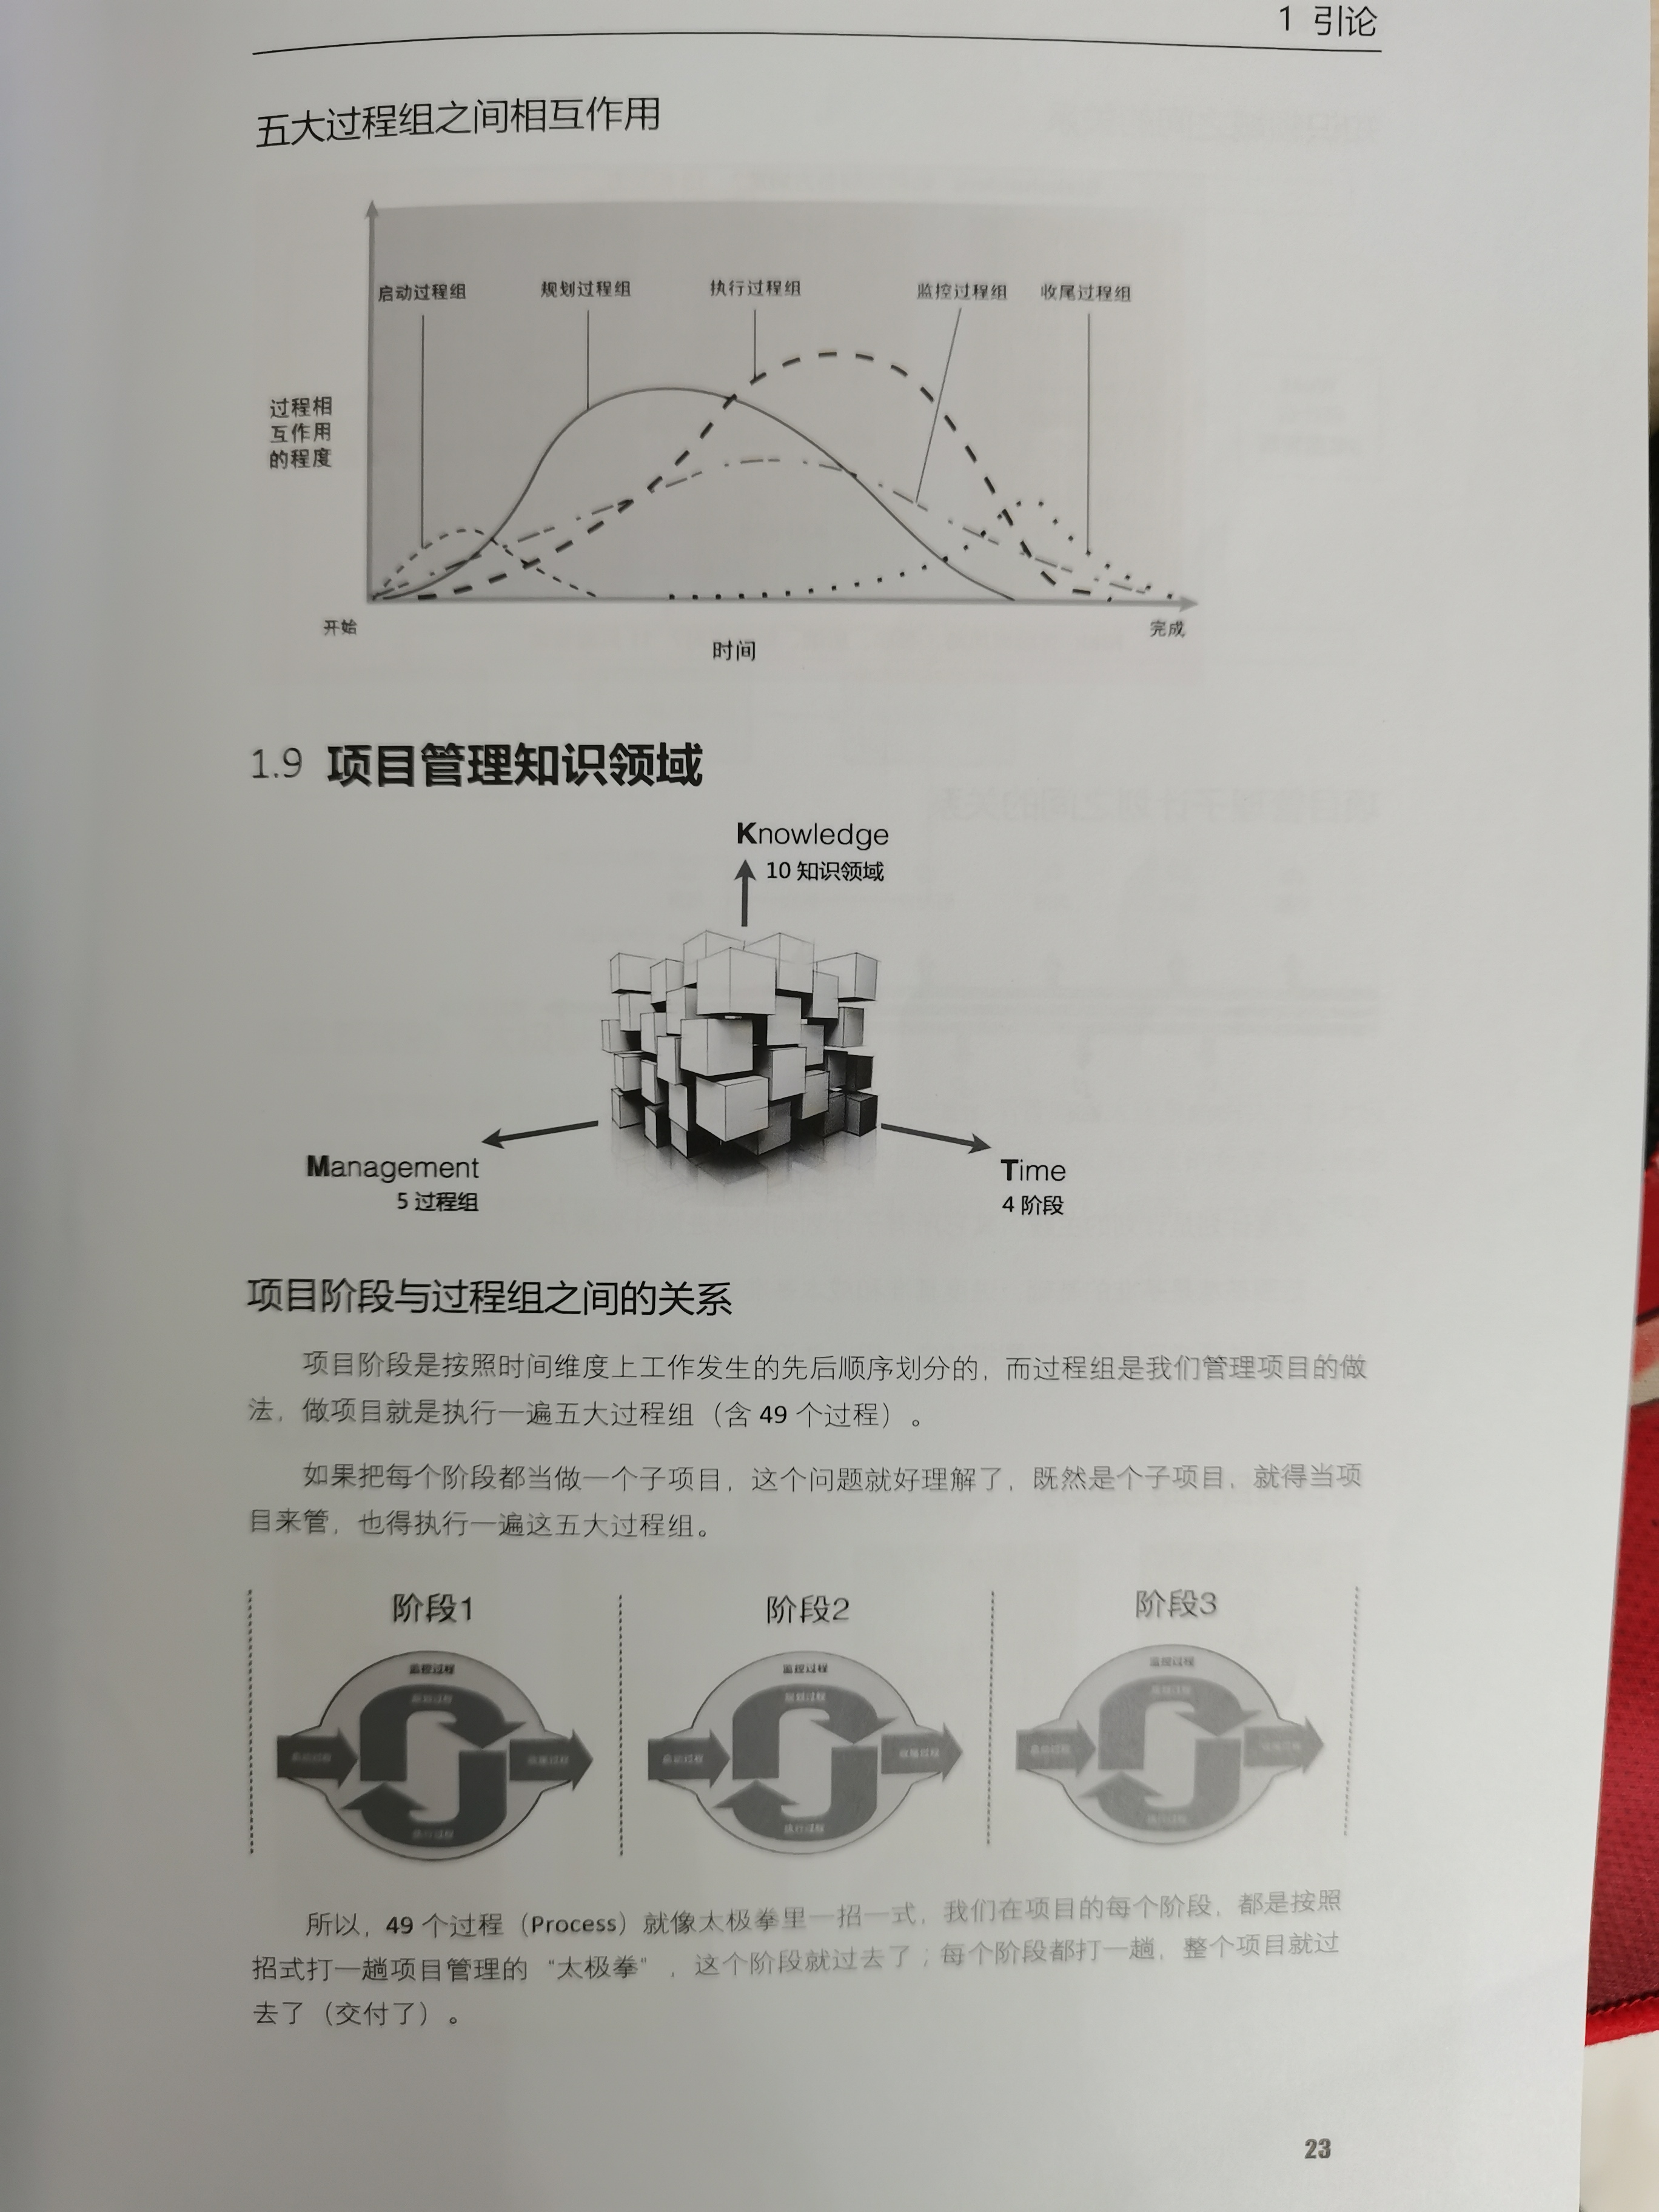 1 引论
五大过程组之间相互作用
启动过程组
规划过程组
执行过程组
监控过程组
收尾过程组
过程相
互作用
的程度
开始
完成
时间
1.9 项目管理知识领域
Knowledge
10 知识领域
Management
5 过程组
Time
4 阶段
项目阶段与过程组之间的关系
项目阶段是按照时间维度上工作发生的先后顺序划分的，而过程组是我们管理项目的做
法，做项目就是执行一遍五大过程组（含 49 个过程）。
如果把每个阶段都当做一个子项目，这个问题就好理解了，既然是个子项目，就得当项
目来管，也得执行一遍这五大过程组。
阶段1
阶段2
阶段3
监控过程
规划过程
启动过程
收尾过程
执行过程
监控过程
规划过程
启动过程
收尾过程
执行过程
监控过程
规划过程
启动过程
收尾过程
执行过程
所以，49 个过程（Process）就像太极拳里一招一式，我们在项目的每个阶段，都是按照
招式打一趟项目管理的“太极拳”，这个阶段就过去了；每个阶段都打一趟，整个项目就过
去了（交付了）。
23